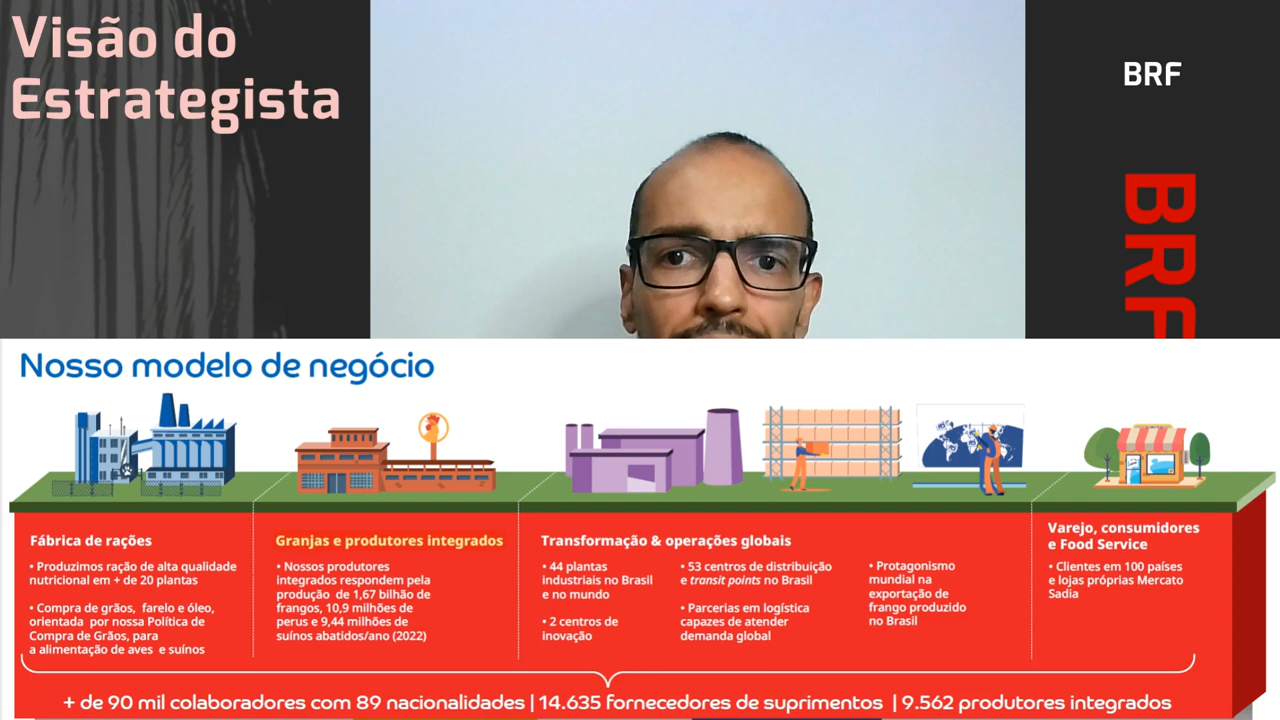 Visão do
Estrategista
BRF
BRF
Nosso modelo de negócio
Fábrica de rações
• Produzimos ração de alta qualidade
nutricional em + de 20 plantas
• Compra de grãos, farelo e óleo,
orientada por nossa Política de
Compra de Grãos, para
a alimentação de aves e suínos
Granjas e produtores integrados
• Nossos produtores
integrados respondem pela
produção de 1,67 bilhão de
frangos, 10,9 milhões de
perus e 9,44 milhões de
suínos abatidos/ano (2022)
Transformação & operações globais
• 44 plantas
industriais no Brasil
e no mundo
• 2 centros de
inovação
• 53 centros de distribuição
e transit points no Brasil
• Parcerias em logística
capazes de atender
demanda global
• Protagonismo
mundial na
exportação de
frango produzido
no Brasil
Varejo, consumidores
e Food Service
• Clientes em 100 países
e lojas próprias Mercato
Sadia
+ de 90 mil colaboradores com 89 nacionalidades | 14.635 fornecedores de suprimentos | 9.562 produtores integrados